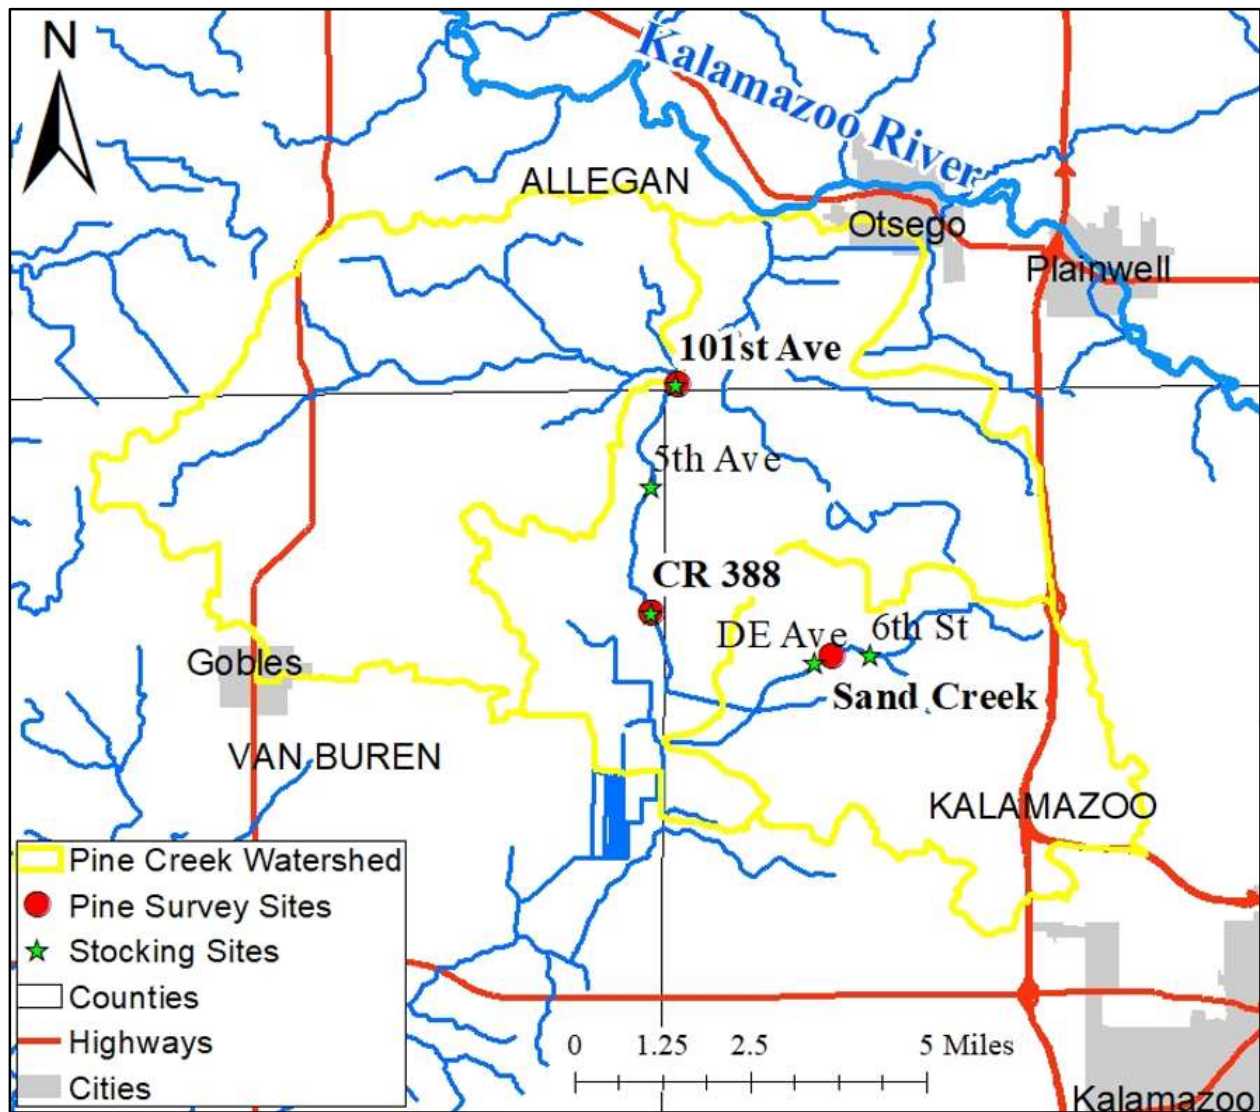 N
Kalamazoo River
ALLEGAN
Otsego
Plainwell
101st Ave
5th Ave
CR 388
DE Ave
6th St
Gobles
Sand Creek
VAN BUREN
KALAMAZOO
Pine Creek Watershed
Pine Survey Sites
Stocking Sites
Counties
Highways
Cities
0 1.25 2.5 5 Miles
Kalamazoo